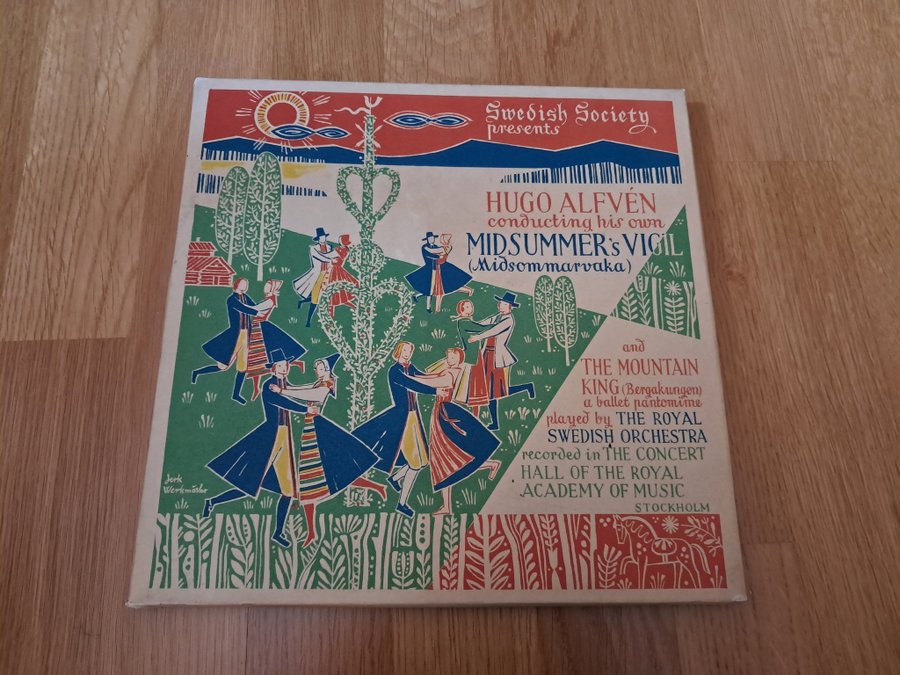 Swedish Society
presents
HUGO ALFVÉN
conducting his own
MIDSUMMER's VIGIL
(Midsommarvaka)
and
THE MOUNTAIN
KING (Bergakungen)
a ballet pantomime
played by THE ROYAL
SWEDISH ORCHESTRA
recorded in THE CONCERT
HALL OF THE ROYAL
ACADEMY OF MUSIC
STOCKHOLM
Jerk
Werkmäster